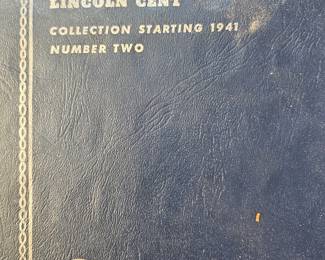 LINCOLN CENT
COLLECTION STARTING 1941
NUMBER TWO